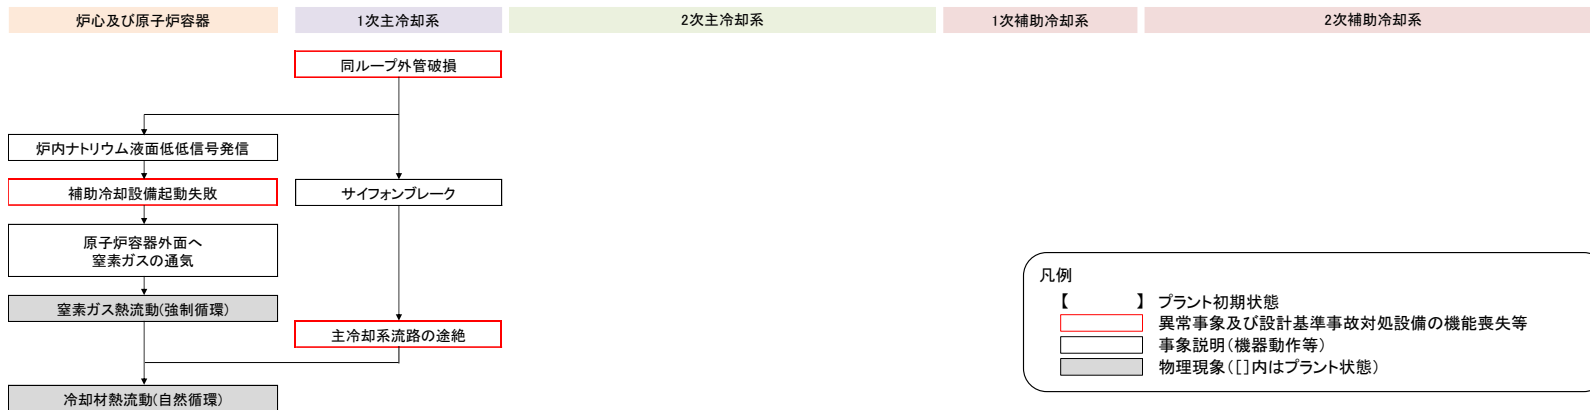 炉心及び原子炉容器
1次主冷却系
2次主冷却系
1次補助冷却系
2次補助冷却系
同ループ外管破損
炉内ナトリウム液面低低信号発信
補助冷却設備起動失敗
サイフォンブレーク
原子炉容器外面へ
窒素ガスの通気
窒素ガス熱流動(強制循環)
主冷却系流路の途絶
冷却材熱流動(自然循環)
凡例
【 】 プラント初期状態
異常事象及び設計基準事故対処設備の機能喪失等
事象説明(機器動作等)
物理現象([]内はプラント状態)